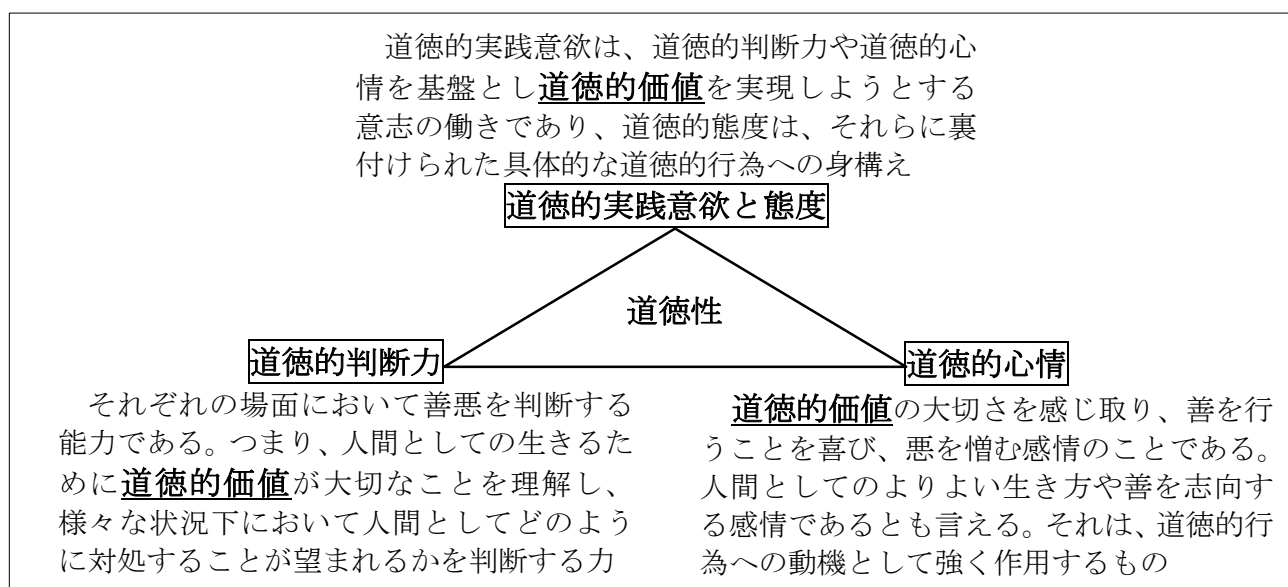 道徳的実践意欲は、道徳的判断力や道徳的心
情を基盤とし道徳的価値を実現しようとする
意志の働きであり、道徳的態度は、それらに裏
付けられた具体的な道徳的行為への身構え
道徳的実践意欲と態度
道徳性
道徳的判断力
それぞれの場面において善悪を判断する
能力である。つまり、人間としての生きるた
めに道徳的価値が大切なことを理解し、
様々な状況下において人間としてどのよう
に対処することが望まれるかを判断する力
道徳的心情
道徳的価値の大切さを感じ取り、善を行
うことを喜び、悪を憎む感情のことである。
人間としてのよりよい生き方や善を志向す
る感情であるとも言える。それは、道徳的行
為への動機として強く作用するもの